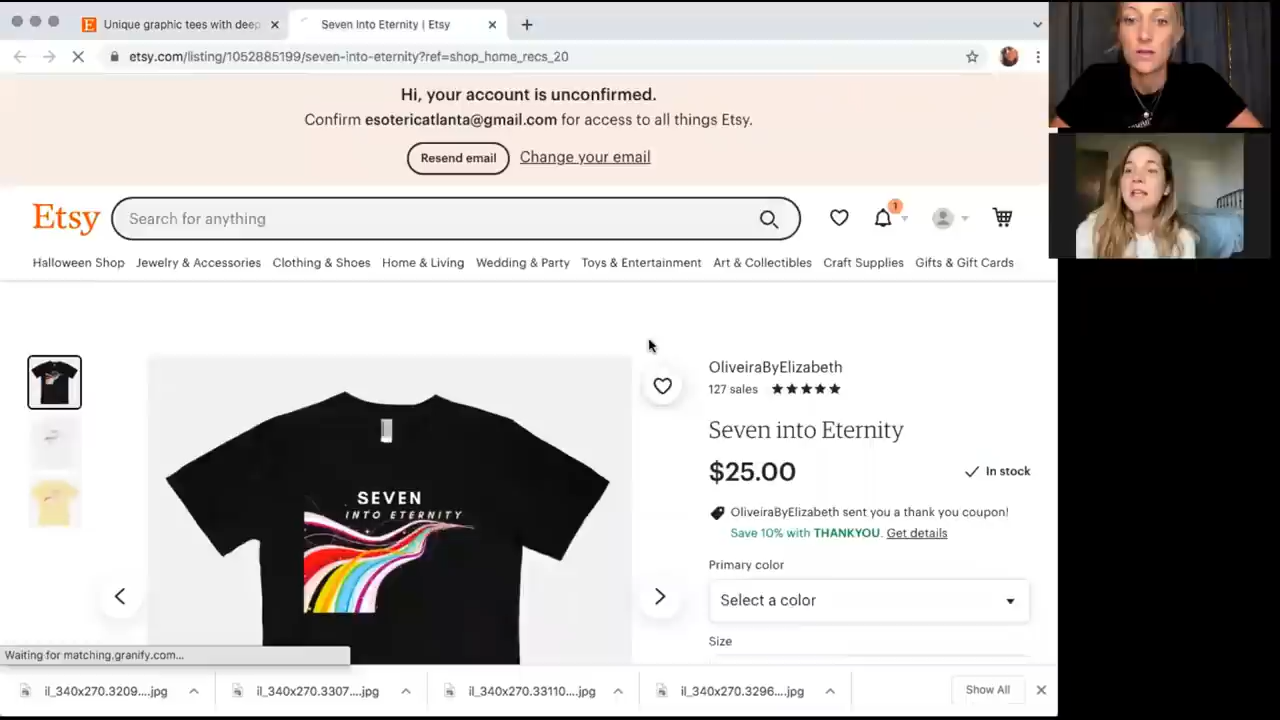 Unique graphic tees with deep
Seven Into Eternity | Etsy
etsy.com/listing/1052885199/seven-into-eternity?ref=shop_home_recs_20
Hi, your account is unconfirmed.
Confirm esotericatlanta@gmail.com for access to all things Etsy.
Resend email
Change your email
Etsy
Search for anything
1
Halloween Shop Jewelry & Accessories Clothing & Shoes Home & Living Wedding & Party Toys & Entertainment Art & Collectibles Craft Supplies Gifts & Gift Cards
OliveiraByElizabeth
127 sales
Seven into Eternity
$25.00
In stock
OliveiraByElizabeth sent you a thank you coupon!
Save 10% with THANKYOU. Get details
Primary color
Select a color
Size
SEVEN
INTO ETERNITY
Waiting for matching.granify.com...
il_340x270.3209....jpg
il_340x270.3307....jpg
il_340x270.33110....jpg
il_340x270.3296....jpg
Show All